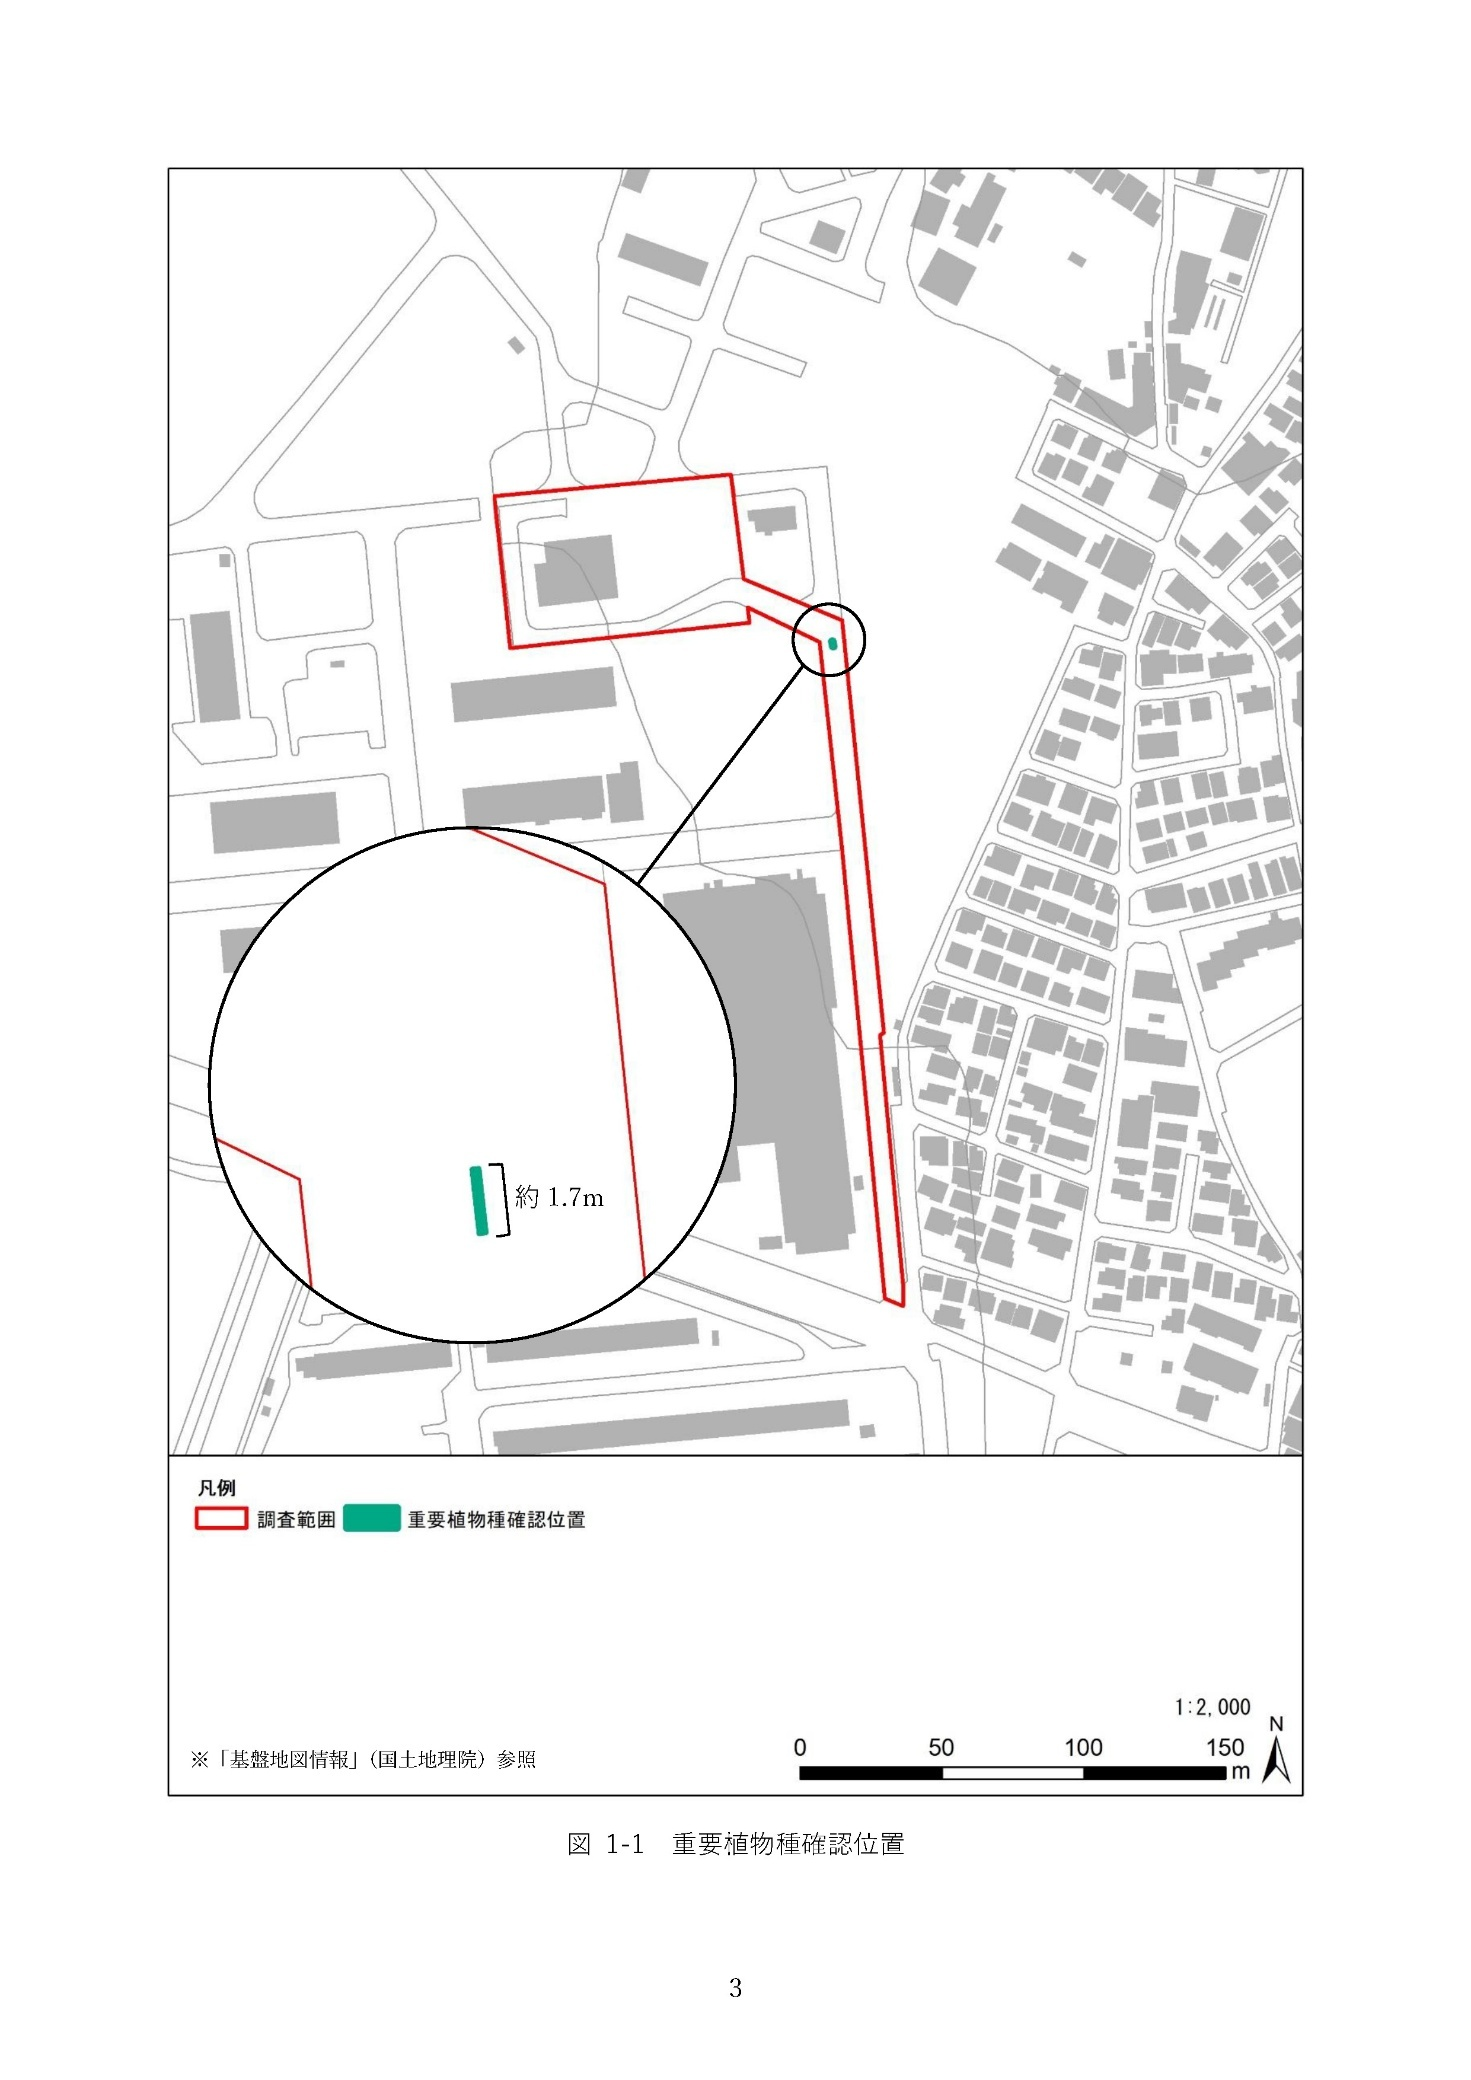 約 1.7m
凡例
調査範囲 重要植物種確認位置
1:2,000
N
※「基盤地図情報」(国土地理院)参照
0 50 100 150
m
図 1-1 重要植物種確認位置
3